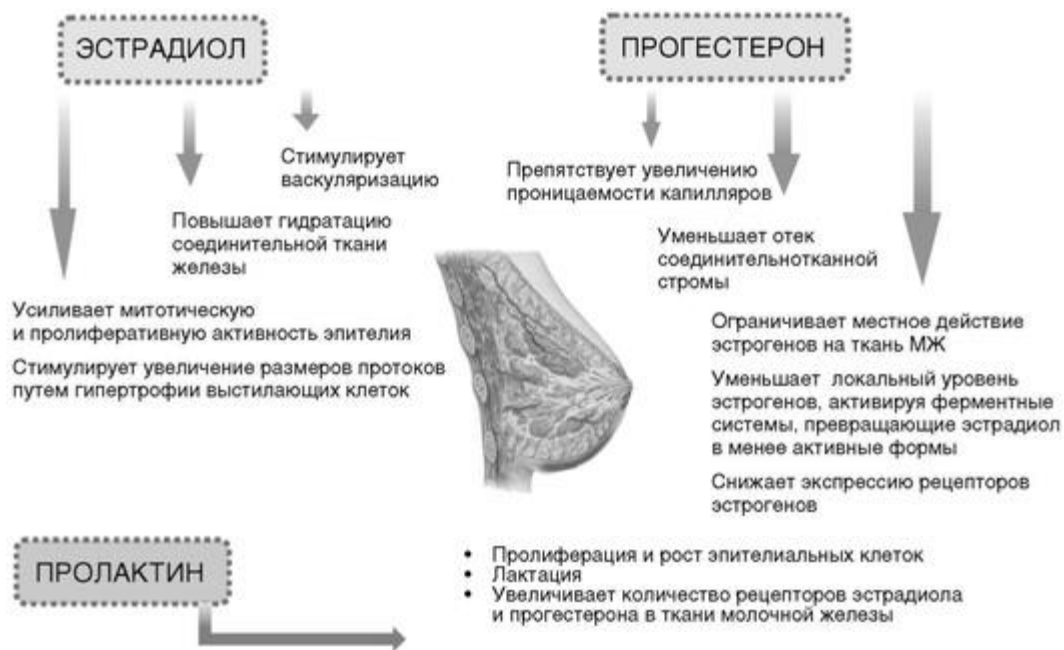 ЭСТРАДИОЛ
Стимулирует
васкуляризацию
Повышает гидратацию
соединительной ткани
железы
Усиливает митотическую
и пролиферативную активность эпителия
Стимулирует увеличение размеров протоков
путем гипертрофии выстилающих клеток
ПРОГЕСТЕРОН
Препятствует увеличению
проницаемости капилляров
Уменьшает отек
соединительнотканной
стромы
Ограничивает местное действие
эстрогенов на ткань МЖ
Уменьшает локальный уровень
эстрогенов, активируя ферментные
системы, превращающие эстрадиол
в менее активные формы
Снижает экспрессию рецепторов
эстрогенов
ПРОЛАКТИН
• Пролиферация и рост эпителиальных клеток
• Лактация
• Увеличивает количество рецепторов эстрадиола
и прогестерона в ткани молочной железы